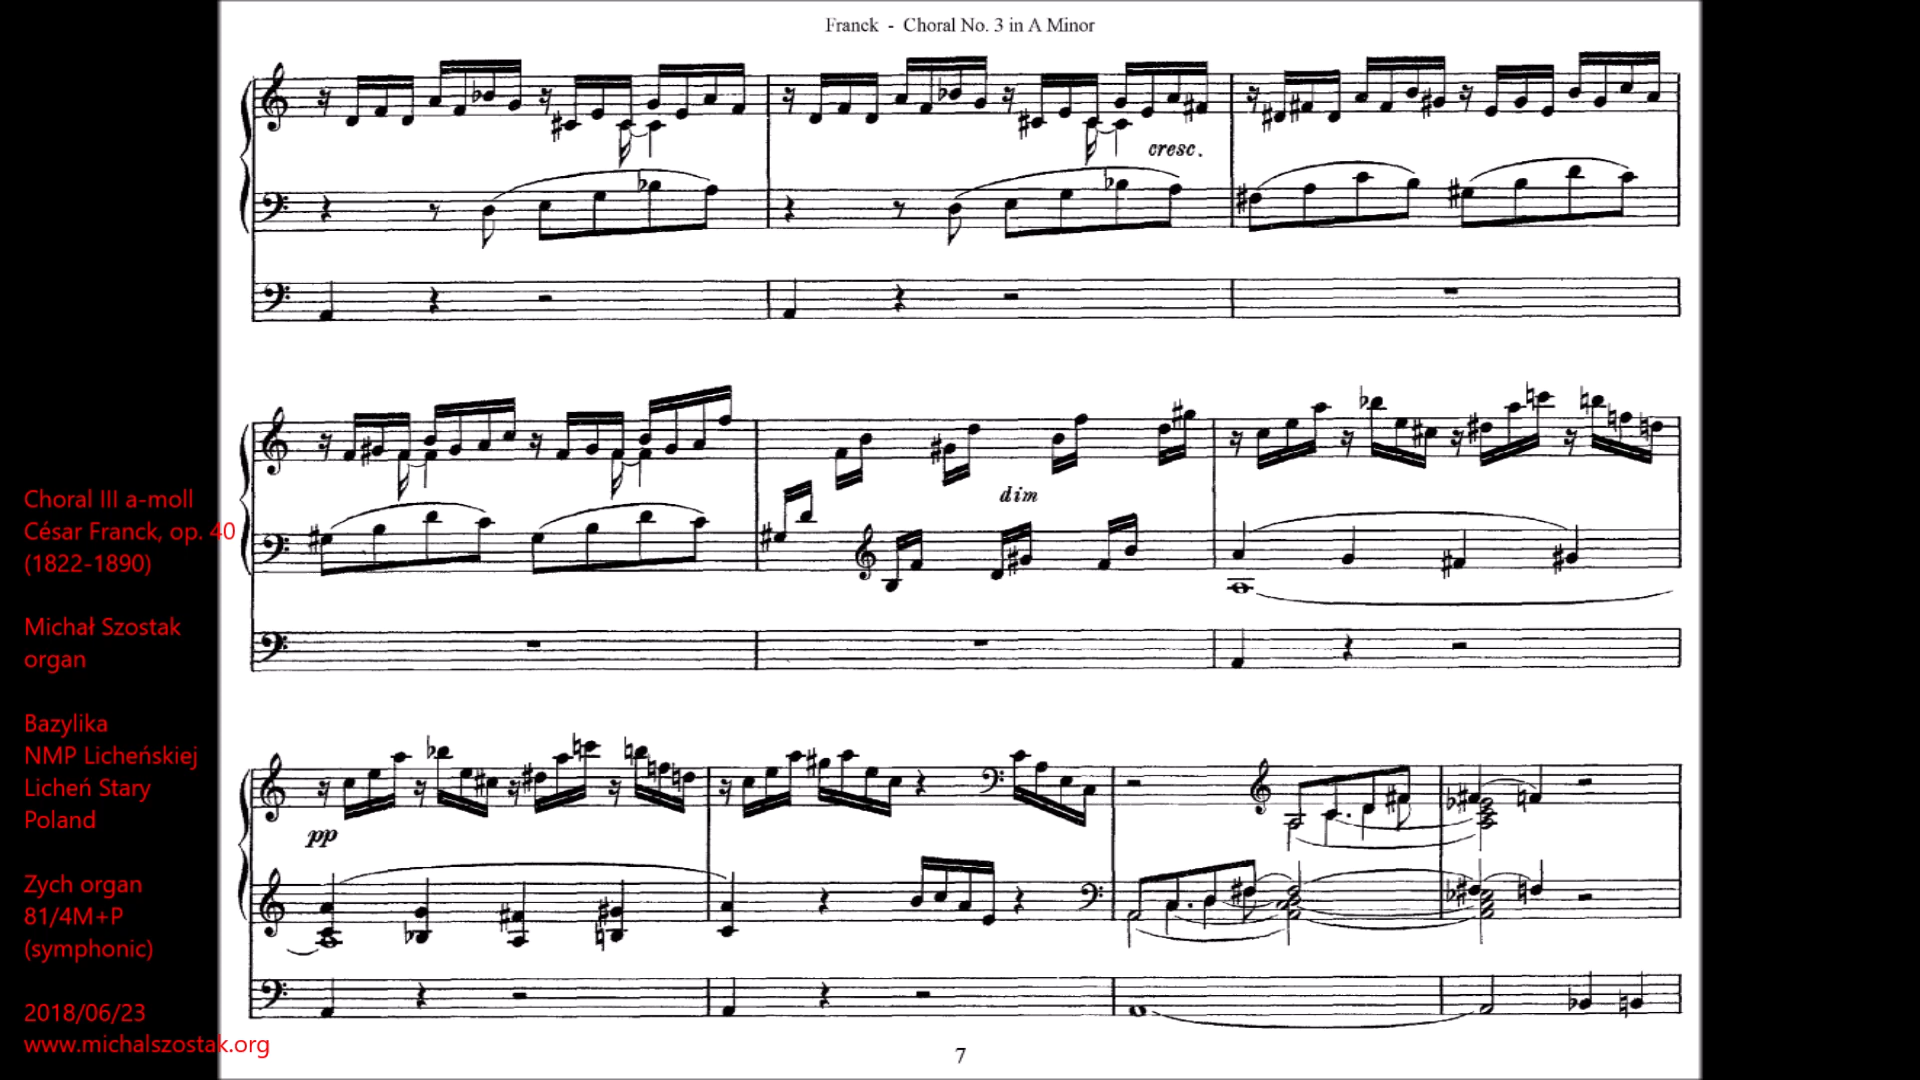 Franck - Choral No. 3 in A Minor
cresc.
dim
pp
7
Choral III a-moll
César Franck, op. 40
(1822-1890)
Michał Szostak
organ
Bazylika
NMP Licheńskiej
Licheń Stary
Poland
Zych organ
81/4M+P
(symphonic)
2018/06/23
www.michalszostak.org